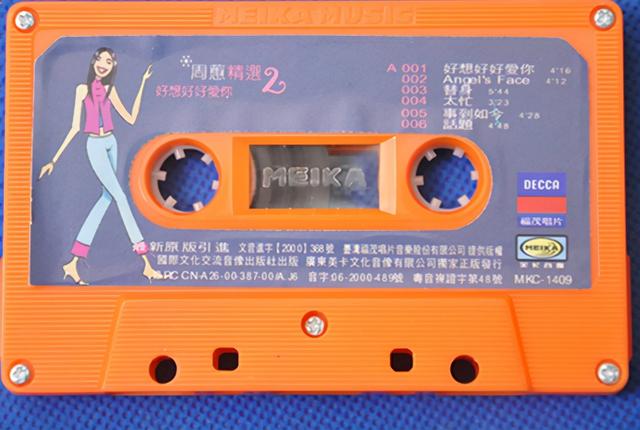 MEIKA MUSIC
周蕙精選2
好想好好愛你
A 001 好想好好愛你 4'16
002 Angel's Face 4'12
003 替身 5'44
004 太忙 3'23
005 事到如今 4'28
006 話題 4'48
MEIKA
DECCA
福茂唱片
MEIKA
最新原版引進 文音進字【2000】368號 臺灣福茂唱片音樂股份有限公司 提供版權
國際文化交流音像出版社出版 廣東美卡文化音像有限公司獨家正版發行
CN-A26-00-387-00/A.J6 音字06-2000-489號 粵音複證字第48號
MKC-1409